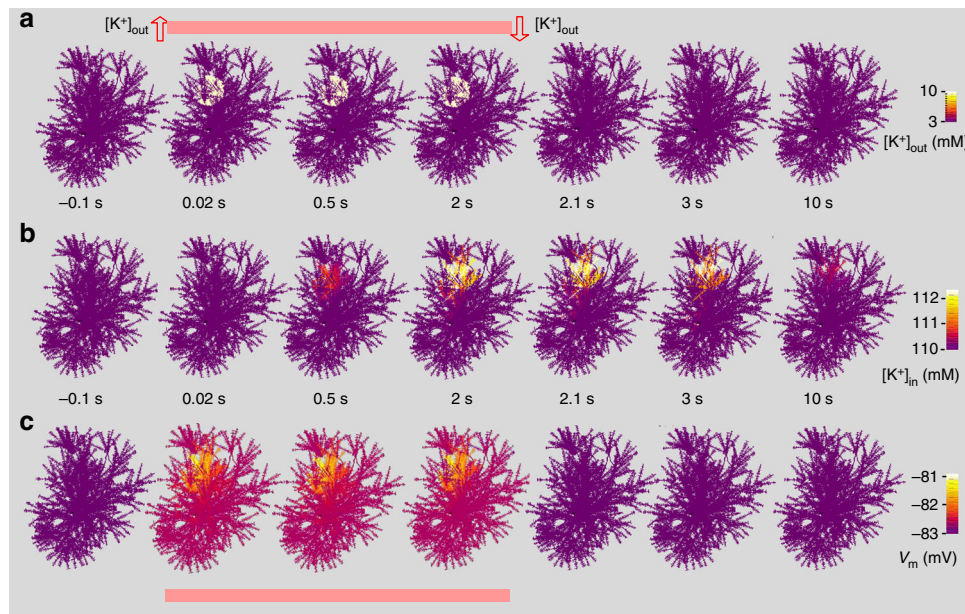 a
[K⁺]out
[K⁺]out
10
3
[K⁺]out (mM)
–0.1 s 0.02 s 0.5 s 2 s 2.1 s 3 s 10 s
b
112
111
110
[K⁺]in (mM)
–0.1 s 0.02 s 0.5 s 2 s 2.1 s 3 s 10 s
c
–81
–82
–83
Vm (mV)